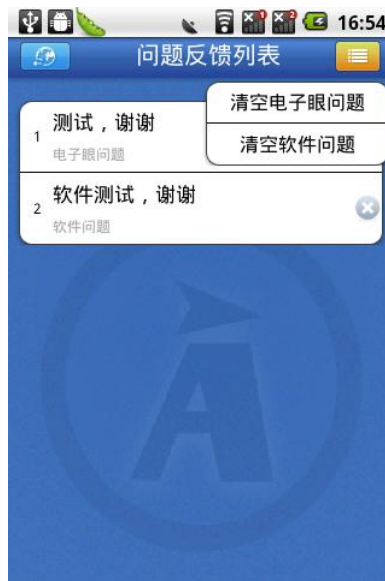 16:54
问题反馈列表
清空电子眼问题
清空软件问题
1
测试，谢谢
电子眼问题
2
软件测试，谢谢
软件问题
A